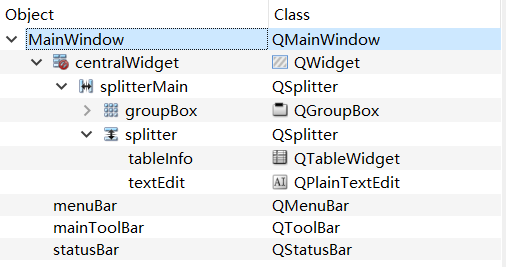 Object Class
MainWindow QMainWindow
centralWidget QWidget
splitterMain QSplitter
groupBox QGroupBox
splitter QSplitter
tableInfo QTableWidget
textEdit AI QPlainTextEdit
menuBar QMenuBar
mainToolBar QToolBar
statusBar QStatusBar